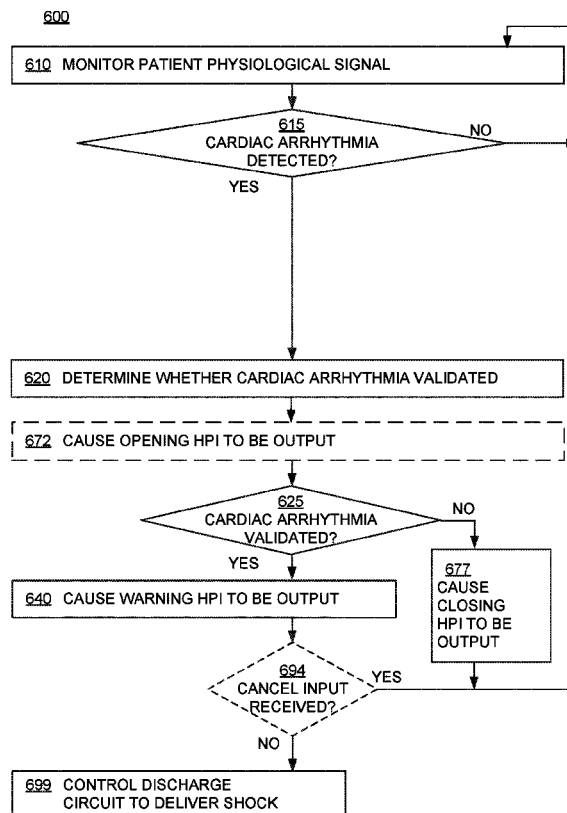 600
610 MONITOR PATIENT PHYSIOLOGICAL SIGNAL
615
CARDIAC ARRHYTHMIA
DETECTED?
NO
YES
620 DETERMINE WHETHER CARDIAC ARRHYTHMIA VALIDATED
672 CAUSE OPENING HPI TO BE OUTPUT
625
CARDIAC ARRHYTHMIA
VALIDATED?
NO
YES
640 CAUSE WARNING HPI TO BE OUTPUT
677
CAUSE
CLOSING
HPI TO BE
OUTPUT
694
CANCEL INPUT
RECEIVED?
YES
NO
699 CONTROL DISCHARGE
CIRCUIT TO DELIVER SHOCK